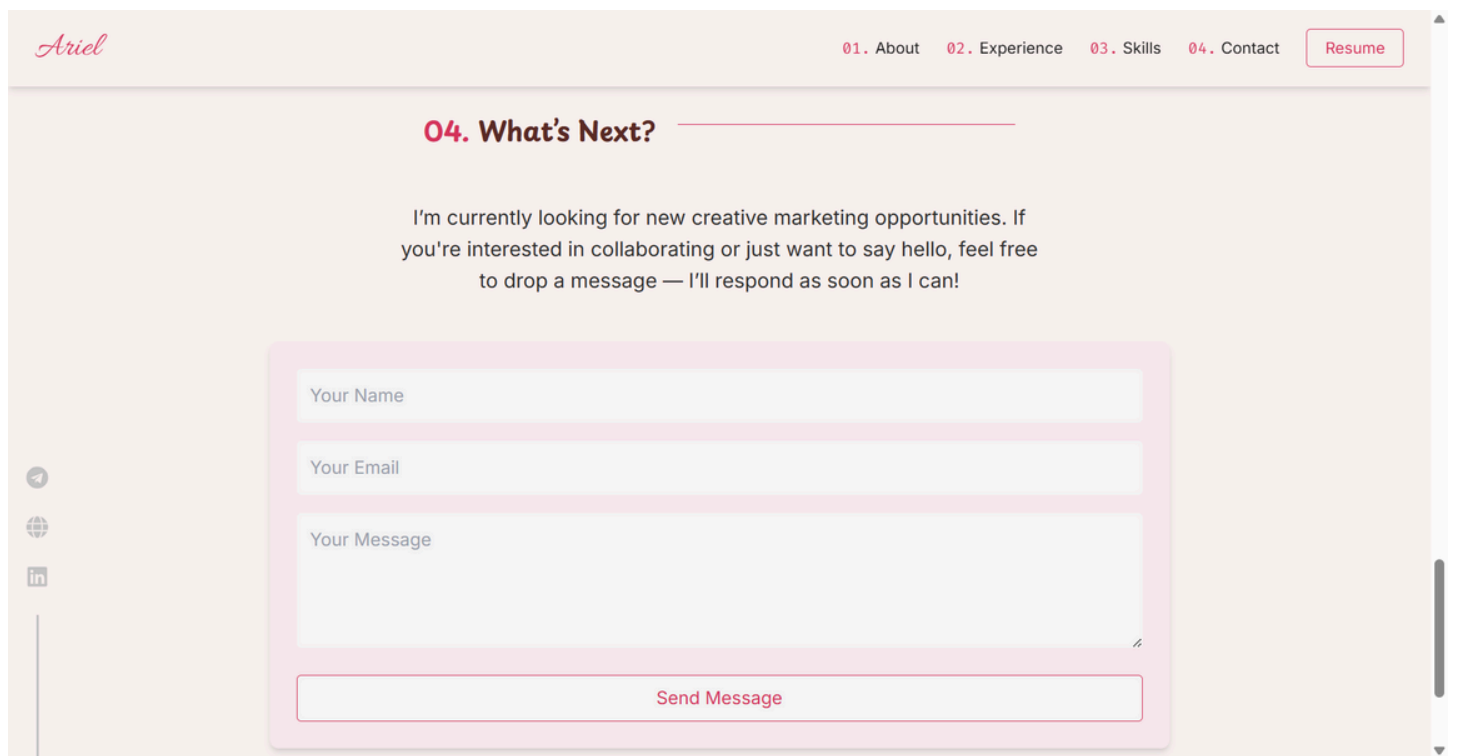 Ariel
01. About 02. Experience 03. Skills 04. Contact Resume
04. What’s Next?
I’m currently looking for new creative marketing opportunities. If
you're interested in collaborating or just want to say hello, feel free
to drop a message — I’ll respond as soon as I can!
Your Name
Your Email
Your Message
Send Message
in